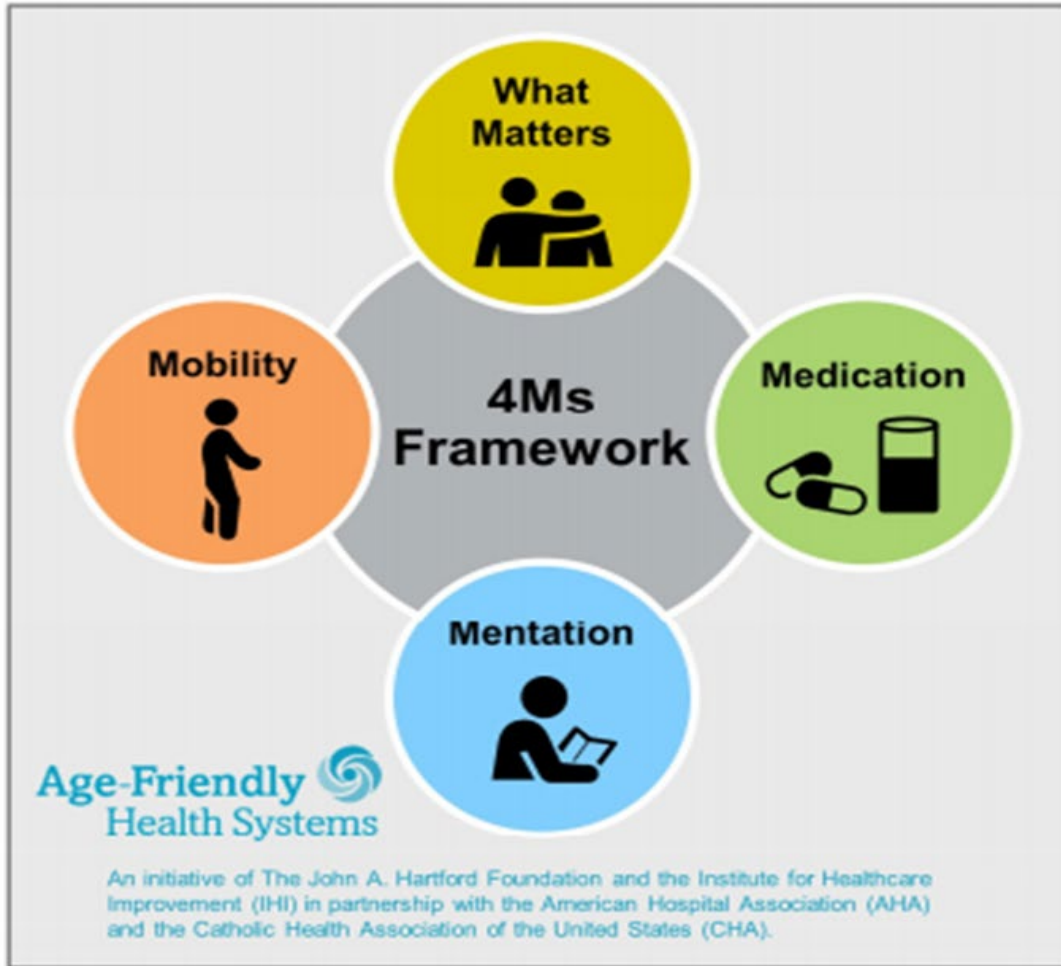 What
Matters
Mobility
4Ms
Framework
Medication
Mentation
Age-Friendly
Health Systems
An initiative of The John A. Hartford Foundation and the Institute for Healthcare
Improvement (IHI) in partnership with the American Hospital Association (AHA)
and the Catholic Health Association of the United States (CHA).